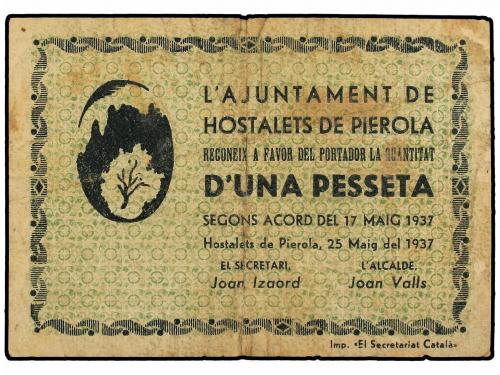 L'AJUNTAMENT DE
HOSTALETS DE PIEROLA
RECONEIX A FAVOR DEL PORTADOR LA QUANTITAT
D'UNA PESSETA
SEGONS ACORD DEL 17 MAIG 1937
Hostalets de Pierola, 25 Maig del 1937
EL SECRETARI, L'ALCALDE,
Joan Izaord Joan Valls
Imp. «El Secretariat Català»